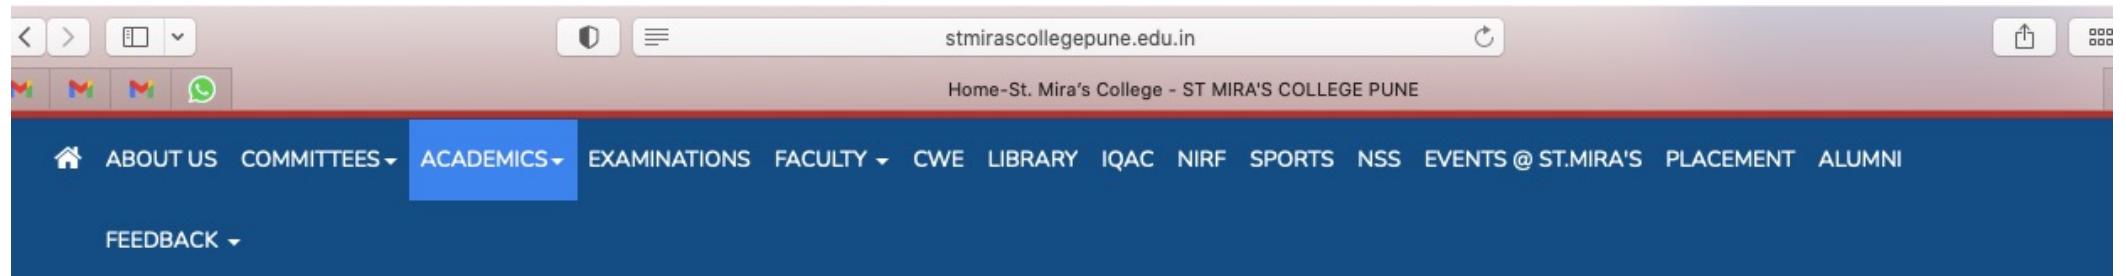 stmirascollegepune.edu.in
Home-St. Mira's College - ST MIRA'S COLLEGE PUNE
ABOUT US COMMITTEES ACADEMICS EXAMINATIONS FACULTY CWE LIBRARY IQAC NIRF SPORTS NSS EVENTS @ ST.MIRA'S PLACEMENT ALUMNI
FEEDBACK